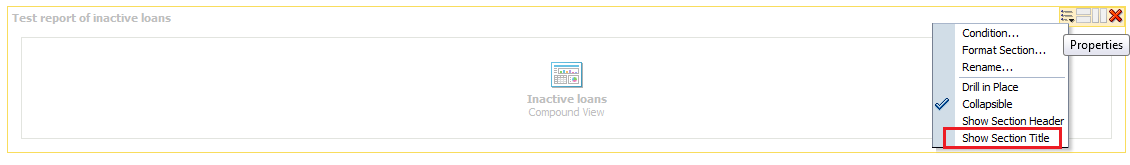 Test report of inactive loans
Condition...
Format Section...
Properties
Rename...
Drill in Place
Inactive loans
Collapsible
Compound View
Show Section Header
Show Section Title